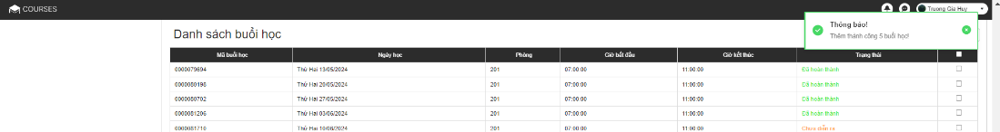 COURSES
Truong Gia Huy
Thông báo!
Thêm thành công 5 buổi học!
Danh sách buổi học
Mã buổi học Ngày học Phòng Giờ bắt đầu Giờ kết thúc Trạng thái
0000079694 Thứ Hai 13/05/2024 201 07:00:00 11:00:00 Đã hoàn thành
0000080198 Thứ Hai 20/05/2024 201 07:00:00 11:00:00 Đã hoàn thành
0000080702 Thứ Hai 27/05/2024 201 07:00:00 11:00:00 Đã hoàn thành
0000081206 Thứ Hai 03/06/2024 201 07:00:00 11:00:00 Đã hoàn thành
0000081710 Thứ Hai 10/06/2024 201 07:00:00 11:00:00 Chưa diễn ra